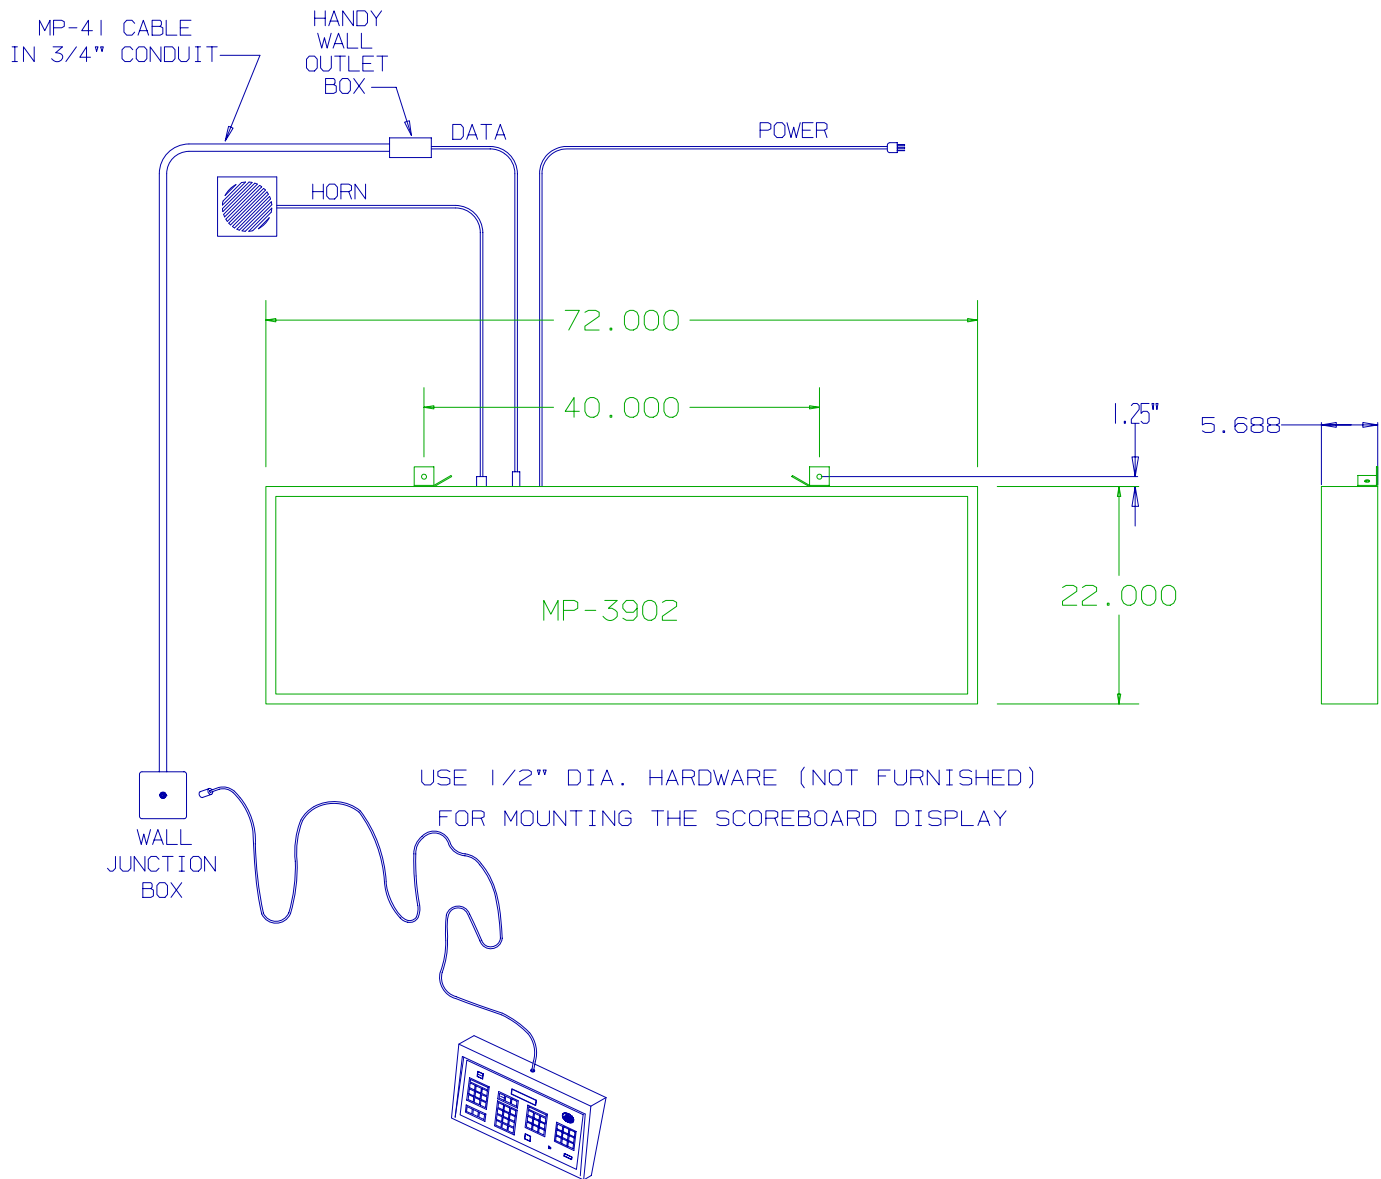 MP-41 CABLE
IN 3/4" CONDUIT
HANDY
WALL
OUTLET
BOX
DATA
POWER
HORN
72.000
40.000
1.25"
5.688
22.000
MP-3902
USE 1/2" DIA. HARDWARE (NOT FURNISHED)
FOR MOUNTING THE SCOREBOARD DISPLAY
WALL
JUNCTION
BOX